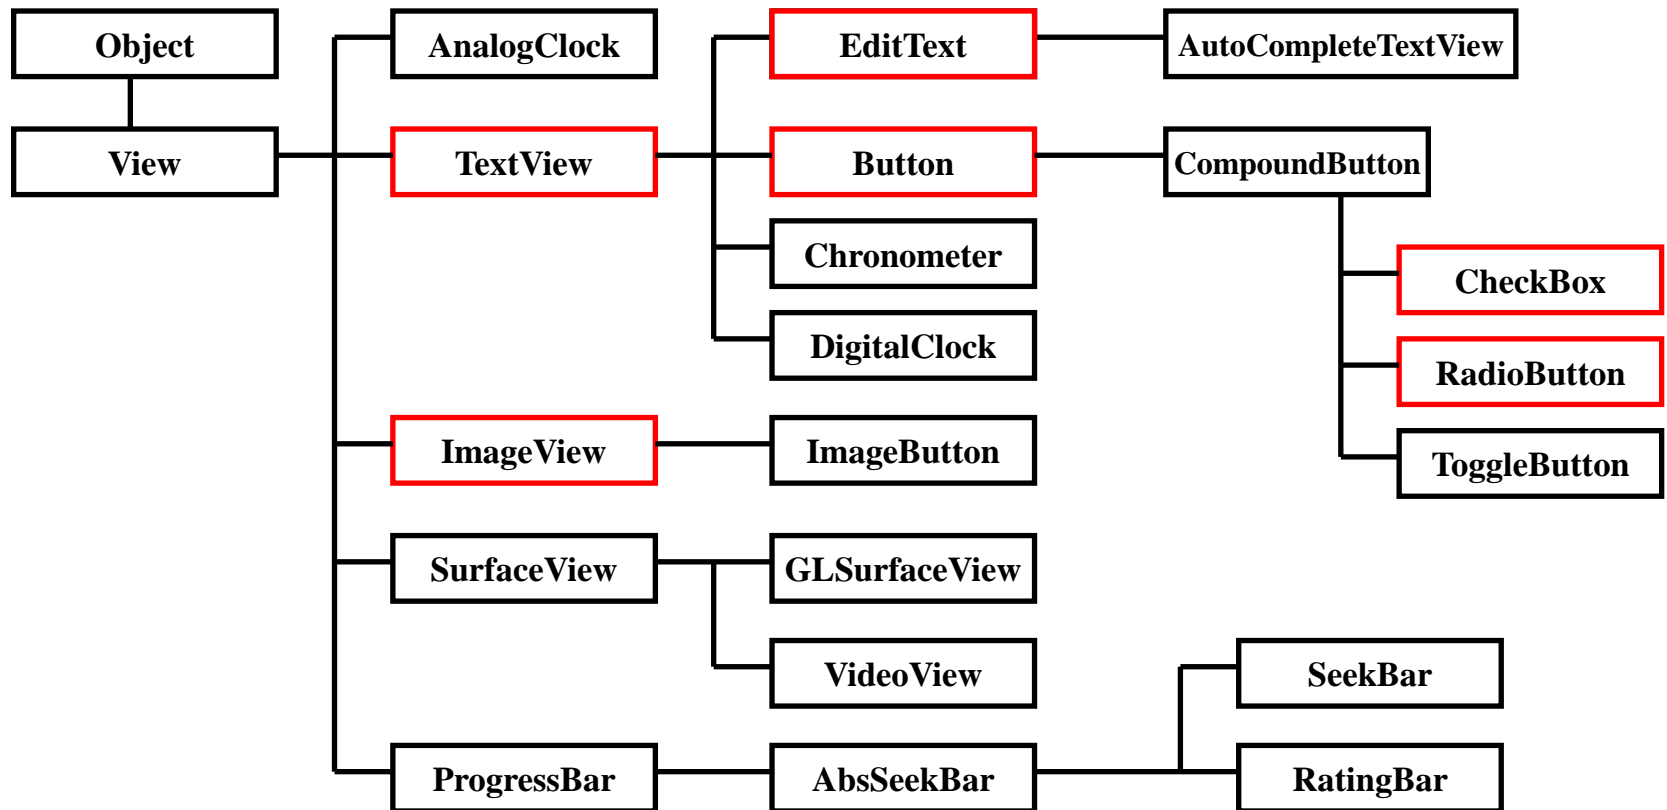 Object
AnalogClock
EditText
AutoCompleteTextView
View
TextView
Button
CompoundButton
Chronometer
CheckBox
DigitalClock
RadioButton
ImageView
ImageButton
ToggleButton
SurfaceView
GLSurfaceView
VideoView
SeekBar
ProgressBar
AbsSeekBar
RatingBar